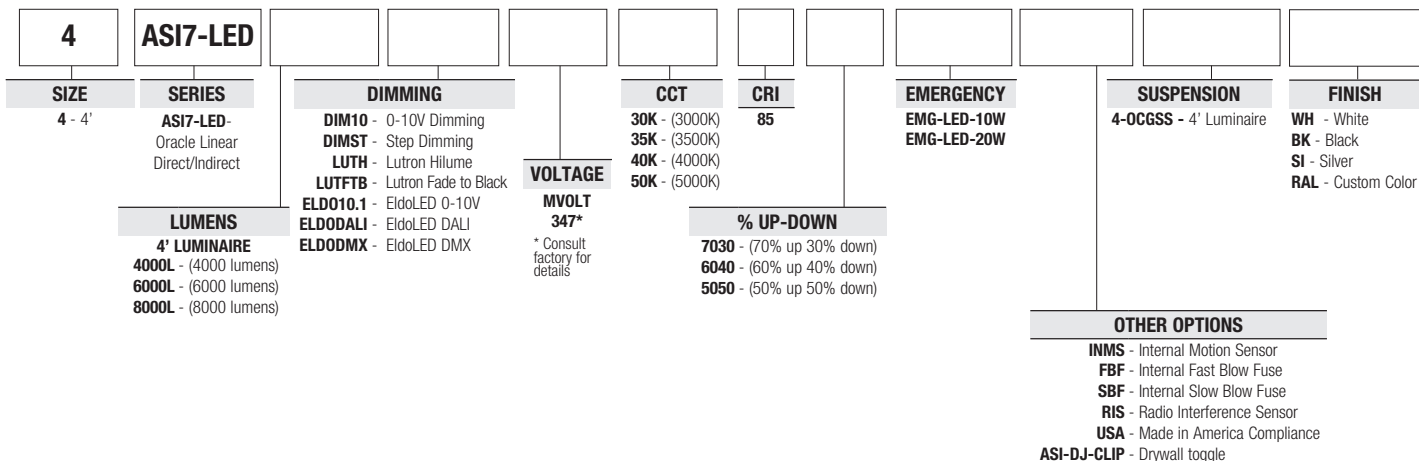 4
ASI7-LED
SIZE
4 - 4'
SERIES
ASI7-LED-
Oracle Linear
Direct/Indirect
LUMENS
4' LUMINAIRE
4000L - (4000 lumens)
6000L - (6000 lumens)
8000L - (8000 lumens)
DIMMING
DIM10 - 0-10V Dimming
DIMST - Step Dimming
LUTH - Lutron Hilume
LUTFTB - Lutron Fade to Black
ELDO10.1 - EldoLED 0-10V
ELDODALI - EldoLED DALI
ELDODMX - EldoLED DMX
VOLTAGE
MVOLT
347*
* Consult
factory for
details
CCT
30K - (3000K)
35K - (3500K)
40K - (4000K)
50K - (5000K)
CRI
85
% UP-DOWN
7030 - (70% up 30% down)
6040 - (60% up 40% down)
5050 - (50% up 50% down)
EMERGENCY
EMG-LED-10W
EMG-LED-20W
OTHER OPTIONS
INMS - Internal Motion Sensor
FBF - Internal Fast Blow Fuse
SBF - Internal Slow Blow Fuse
RIS - Radio Interference Sensor
USA - Made in America Compliance
ASI-DJ-CLIP - Drywall toggle
SUSPENSION
4-OCGSS - 4' Luminaire
FINISH
WH - White
BK - Black
SI - Silver
RAL - Custom Color